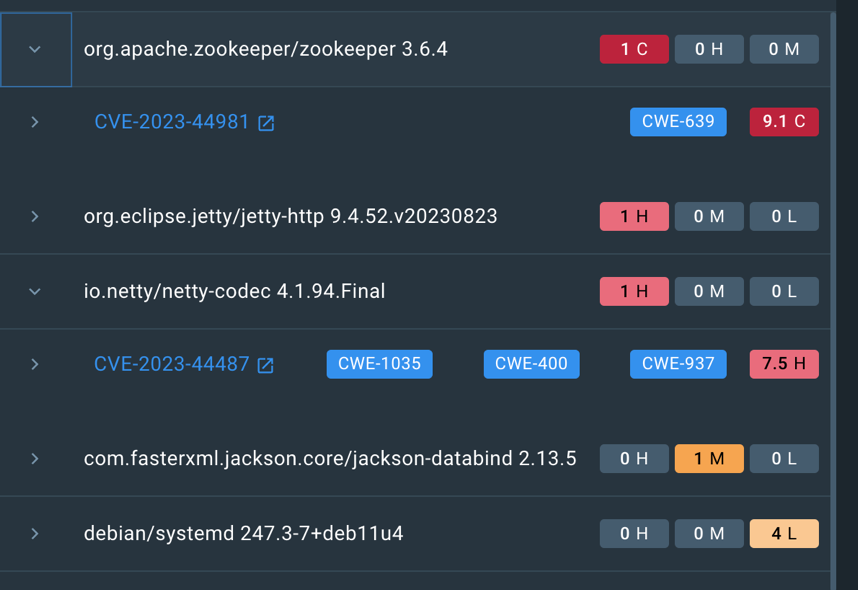 org.apache.zookeeper/zookeeper 3.6.4 1 C 0 H 0 M
CVE-2023-44981 CWE-639 9.1 C
org.eclipse.jetty/jetty-http 9.4.52.v20230823 1 H 0 M 0 L
io.netty/netty-codec 4.1.94.Final 1 H 0 M 0 L
CVE-2023-44487 CWE-1035 CWE-400 CWE-937 7.5 H
com.fasterxml.jackson.core/jackson-databind 2.13.5 0 H 1 M 0 L
debian/systemd 247.3-7+deb11u4 0 H 0 M 4 L